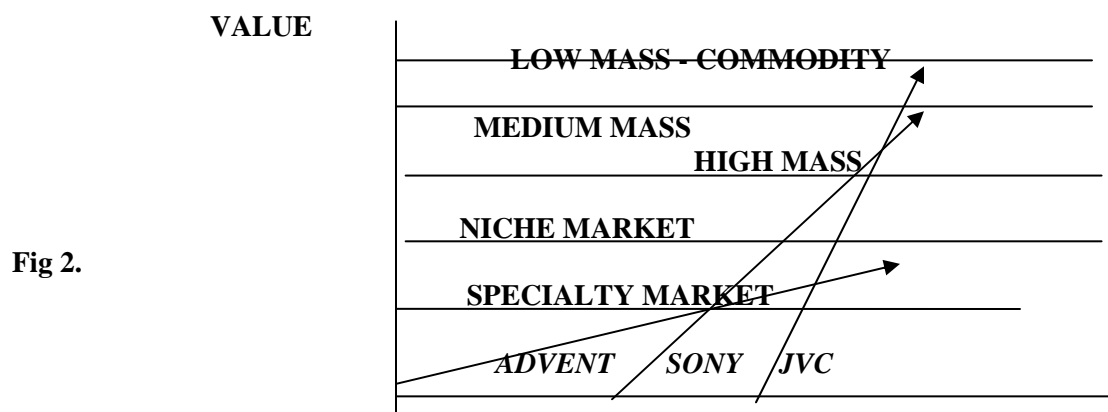 VALUE
LOW MASS - COMMODITY
MEDIUM MASS
HIGH MASS
NICHE MARKET
Fig 2.
SPECIALTY MARKET
ADVENT SONY JVC